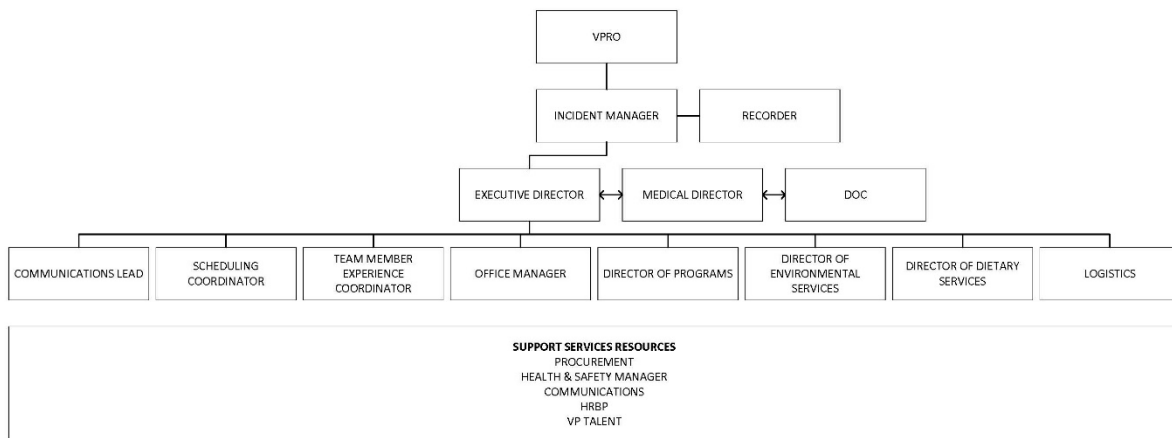 VPRO
INCIDENT MANAGER
RECORDER
EXECUTIVE DIRECTOR
MEDICAL DIRECTOR
DOC
COMMUNICATIONS LEAD
SCHEDULING
COORDINATOR
TEAM MEMBER
EXPERIENCE
COORDINATOR
OFFICE MANAGER
DIRECTOR OF PROGRAMS
DIRECTOR OF
ENVIRONMENTAL
SERVICES
DIRECTOR OF DIETARY
SERVICES
LOGISTICS
SUPPORT SERVICES RESOURCES
PROCUREMENT
HEALTH & SAFETY MANAGER
COMMUNICATIONS
HRBP
VP TALENT